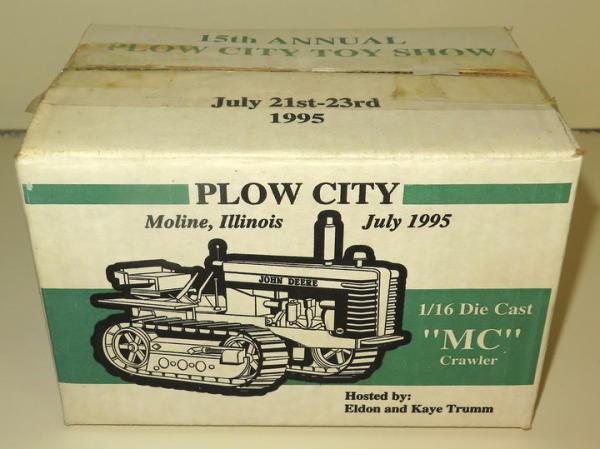 15th ANNUAL
PLOW CITY TOY SHOW
July 21st-23rd
1995
PLOW CITY
Moline, Illinois July 1995
JOHN DEERE
1/16 Die Cast
"MC"
Crawler
Hosted by:
Eldon and Kaye Trumm